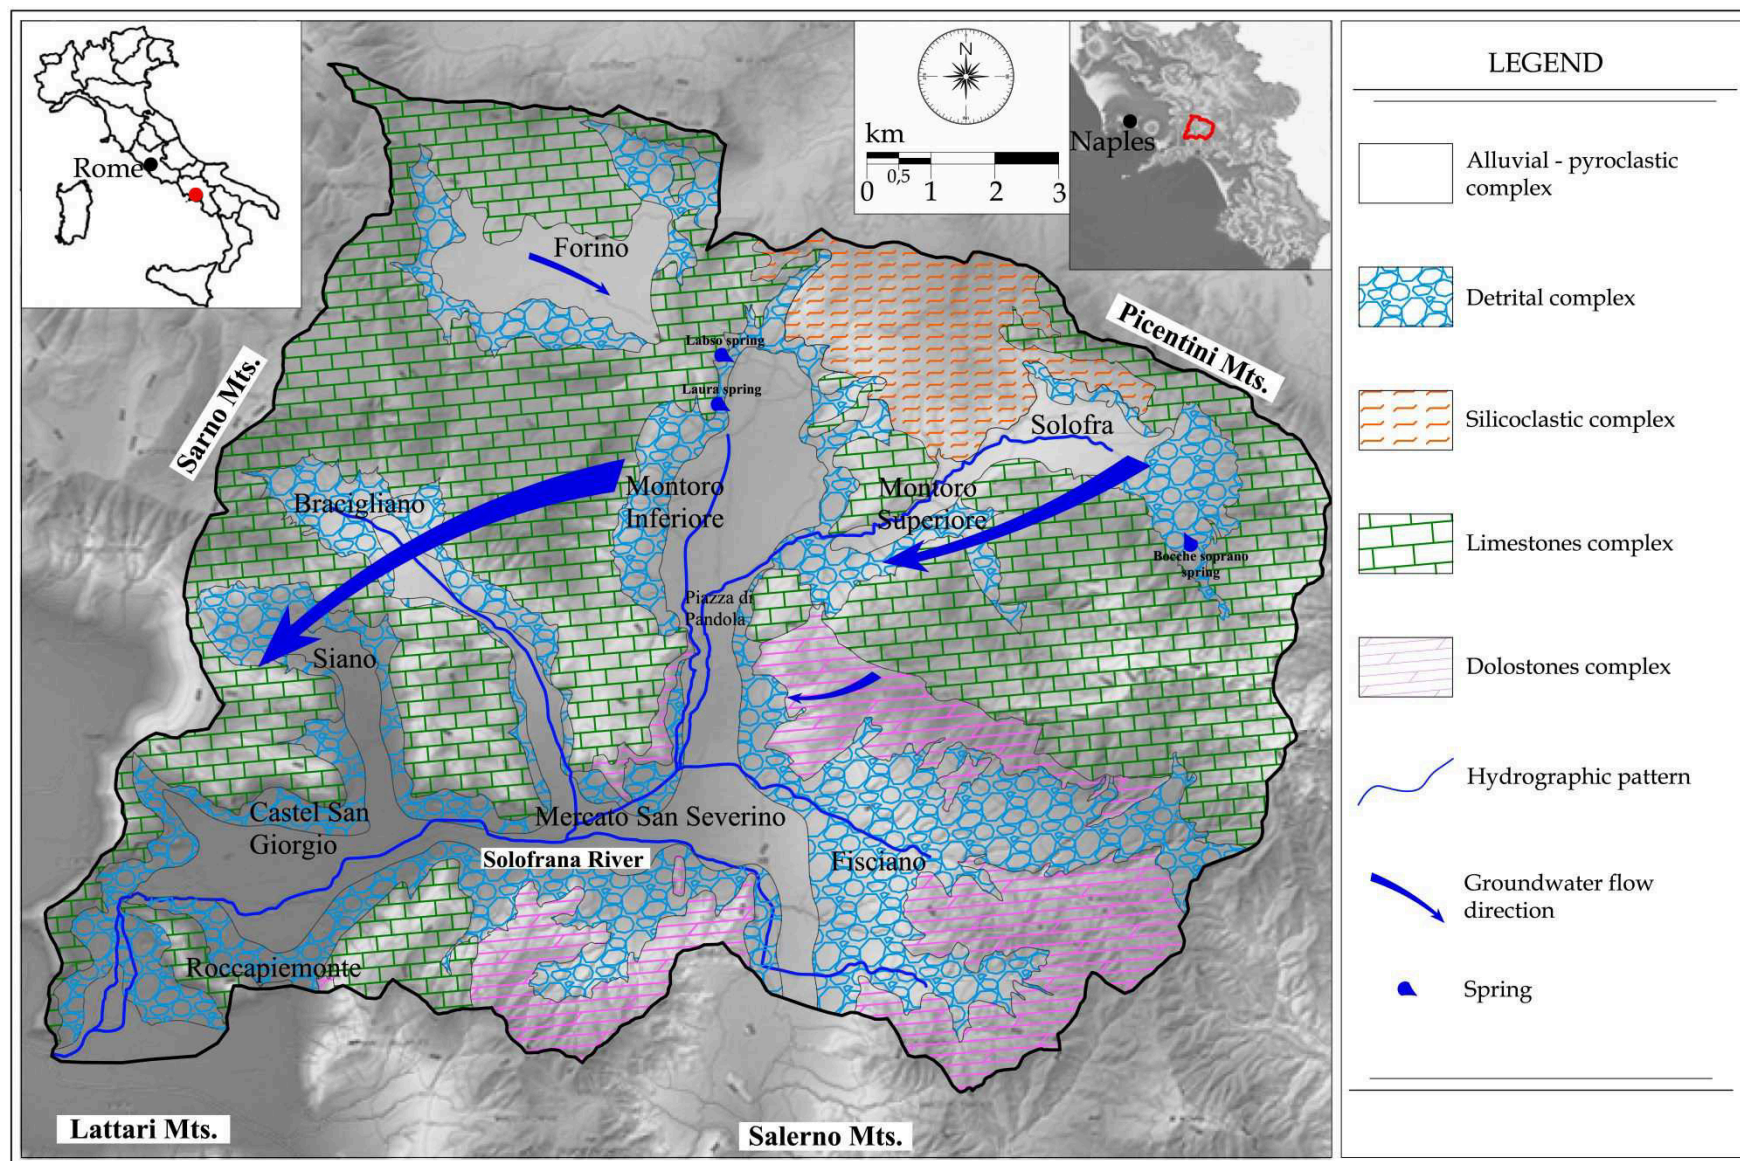 Rome
N
km
0
0,5
1
2
3
Naples
LEGEND
Alluvial - pyroclastic
complex
Detrital complex
Silicoclastic complex
Limestones complex
Dolostones complex
Hydrographic pattern
Groundwater flow
direction
Spring
Forino
Picentini Mts.
Sarno Mts.
Labso spring
Laura spring
Solofra
Bracigliano
Montoro
Inferiore
Montoro
Superiore
Bocche soprano
spring
Piazza di
Pandola
Siano
Castel San
Giorgio
Mercato San Severino
Solofrana River
Fisciano
Roccapiemonte
Lattari Mts.
Salerno Mts.